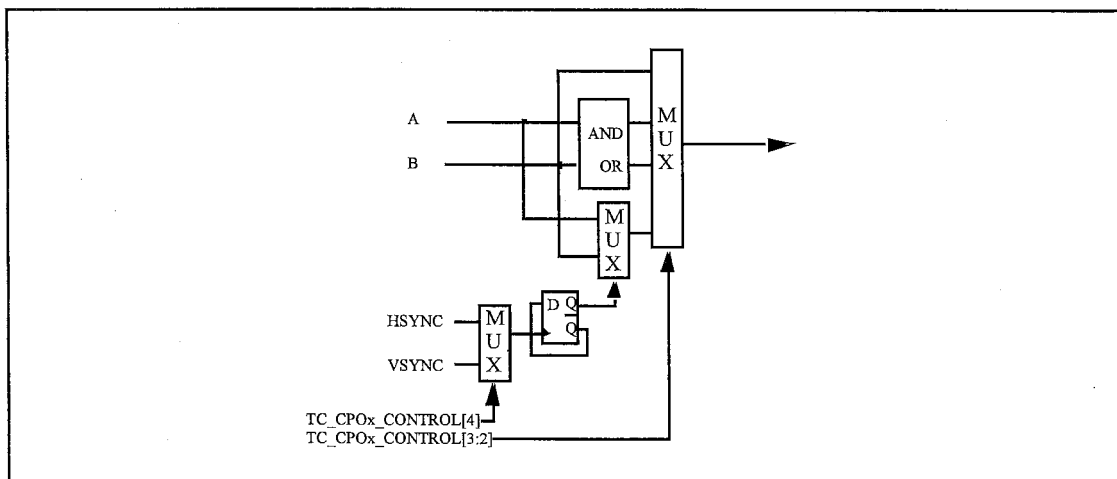 A
B
AND
OR
M
U
X
M
U
X
D Q
Q
HSYNC
VSYNC
M
U
X
TC_CPOx_CONTROL[4]
TC_CPOx_CONTROL[3:2]